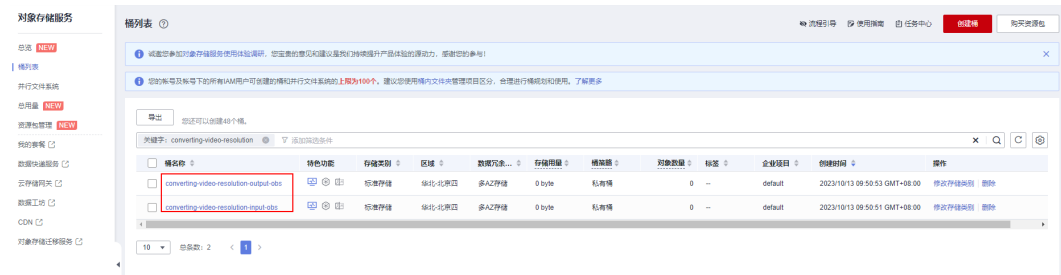 对象存储服务
总览 NEW
桶列表
并行文件系统
总用量 NEW
资源包管理 NEW
我的套餐
数据快递服务
云存储网关
数据工坊
CDN
对象存储迁移服务
桶列表
流程引导 使用指南 任务中心 创建桶 购买资源包
诚邀您参加对象存储服务使用体验调研，您宝贵的意见和建议是我们持续提升产品体验的源动力，感谢您的参与!
您的帐号及帐号下的所有IAM用户可创建的桶和并行文件系统的上限为100个。建议您使用桶内文件夹管理项目区分，合理进行桶规划和使用。了解更多
导出 您还可以创建48个桶。
关键字: converting-video-resolution 添加筛选条件
桶名称 特色功能 存储类别 区域 数据冗余... 存储用量 桶策略 对象数量 标签 企业项目 创建时间 操作
converting-video-resolution-output-obs 标准存储 华北-北京四 多AZ存储 0 byte 私有桶 0 -- default 2023/10/13 09:50:53 GMT+08:00 修改存储类别 删除
converting-video-resolution-input-obs 标准存储 华北-北京四 多AZ存储 0 byte 私有桶 0 -- default 2023/10/13 09:50:51 GMT+08:00 修改存储类别 删除
10 总条数: 2 1